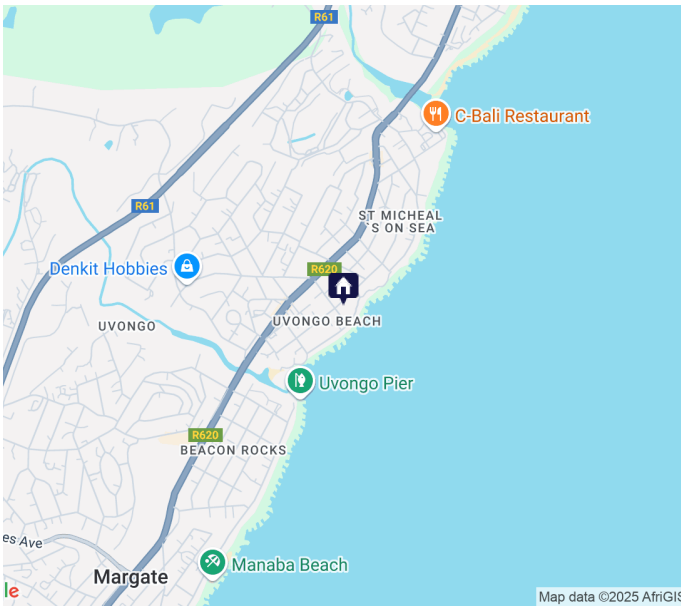 R61
C-Bali Restaurant
R61
ST MICHEAL
`S ON SEA
Denkit Hobbies
R620
UVONGO BEACH
UVONGO
Uvongo Pier
R620
BEACON ROCKS
es Ave
Manaba Beach
Margate
le
Map data ©2025 AfriGIS